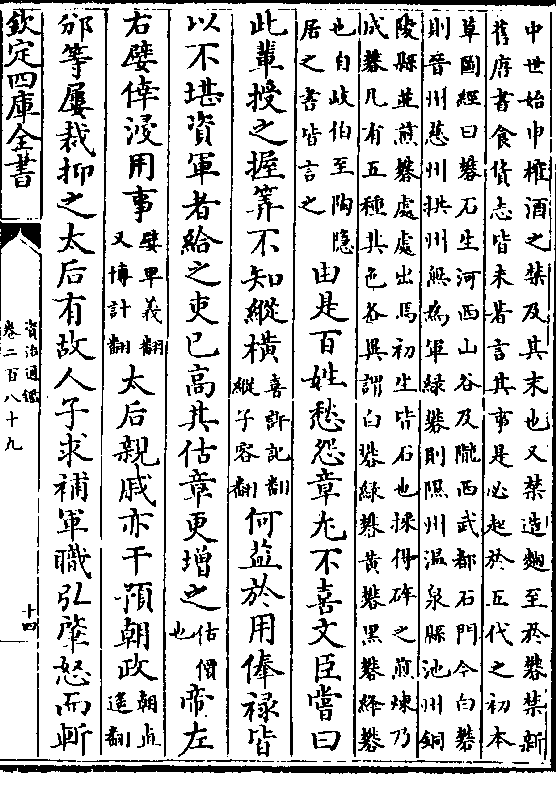 中世始申榷酒之禁及其末也又禁造麴至於礬禁新
舊唐書食貨志皆未著言其事是必起於五代之初本
草圖經曰礬石生河西山谷及隴西武都石門今白礬
則晉州慈州拱州無為軍緑礬則隰州温泉縣池州銅
陵縣並煎礬處處出焉初生皆石也採得碎之煎煉乃
成礬凡有五種其色各異謂白礬緑礬黄礬黒礬絳礬
也自岐伯至陶隱
居之書皆言之
由是百姓愁怨章尤不喜文臣嘗曰
此輩授之握筭不知縱横喜許記翻
縱子容翻何益於用俸禄皆
以不堪資軍者給之吏已高其估章更增之估價
也帝左
右嬖倖浸用事嬖卑義翻
又博計翻太后親戚亦干預朝政朝直
遥翻
邠等屢裁抑之太后有故人子求補軍職弘肇怒而斬
欽定四庫全書
資治通鑑
卷二百八十九
十四